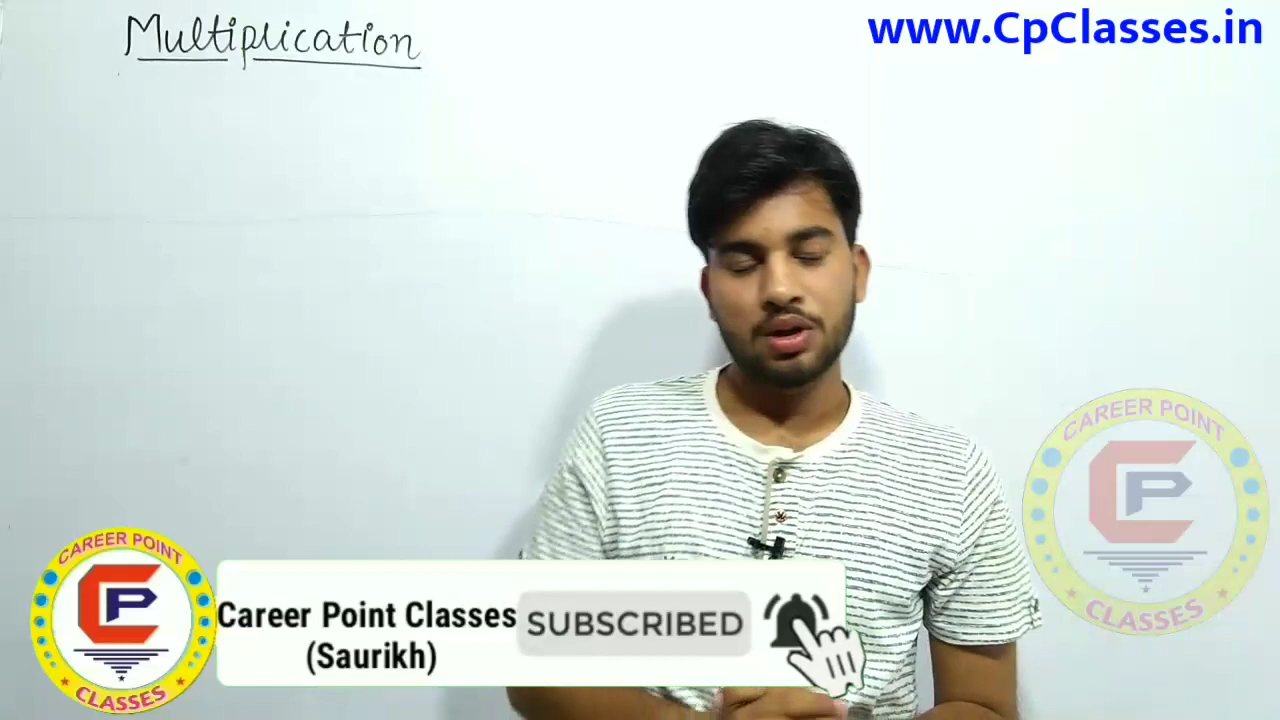 Multiplication
www.CpClasses.in
CAREER POINT
CP
CLASSES
CAREER POINT
CP
CLASSES
Career Point Classes
(Saurikh)
SUBSCRIBED